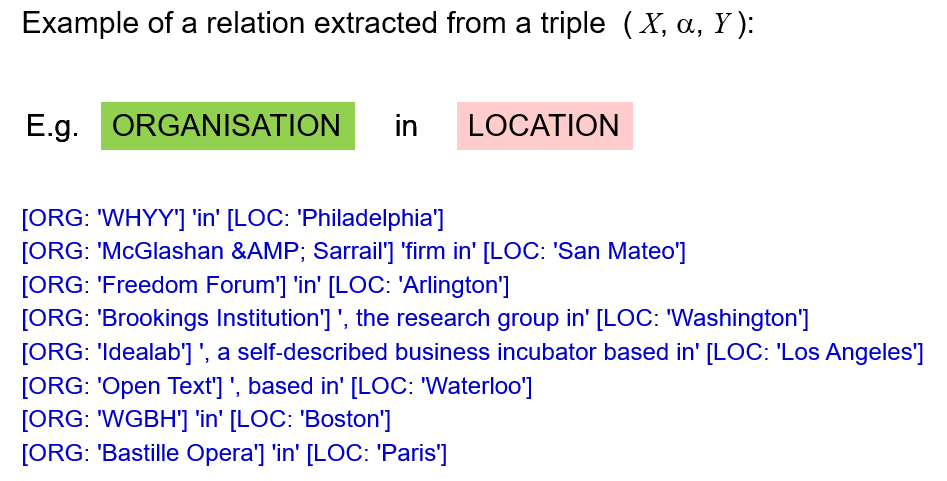 Example of a relation extracted from a triple ( X, α, Y ):
E.g. ORGANISATION in LOCATION
[ORG: 'WHYY'] 'in' [LOC: 'Philadelphia']
[ORG: 'McGlashan &AMP; Sarrail'] 'firm in' [LOC: 'San Mateo']
[ORG: 'Freedom Forum'] 'in' [LOC: 'Arlington']
[ORG: 'Brookings Institution'] ', the research group in' [LOC: 'Washington']
[ORG: 'Idealab'] ', a self-described business incubator based in' [LOC: 'Los Angeles']
[ORG: 'Open Text'] ', based in' [LOC: 'Waterloo']
[ORG: 'WGBH'] 'in' [LOC: 'Boston']
[ORG: 'Bastille Opera'] 'in' [LOC: 'Paris']